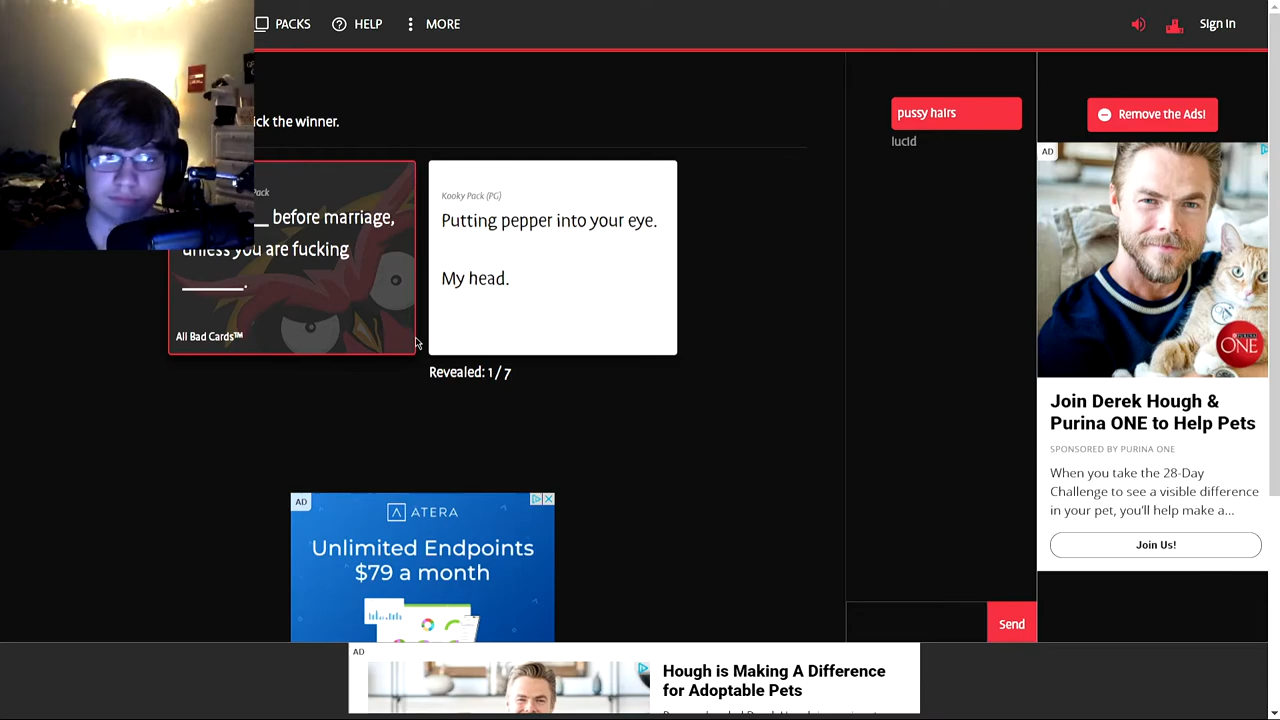 PACKS
HELP
MORE
Sign In
ick the winner.
Pack
__ before marriage,
unless you are fucking
______.
All Bad Cards™
Kooky Pack (PG)
Putting pepper into your eye.
My head.
Revealed: 1 / 7
pussy hairs
lucid
Send
Remove the Ads!
AD
Join Derek Hough &
Purina ONE to Help Pets
SPONSORED BY PURINA ONE
When you take the 28-Day
Challenge to see a visible difference
in your pet, you'll help make a...
Join Us!
PURINA
ONE
AD
ATERA
Unlimited Endpoints
$79 a month
AD
Hough is Making A Difference
for Adoptable Pets